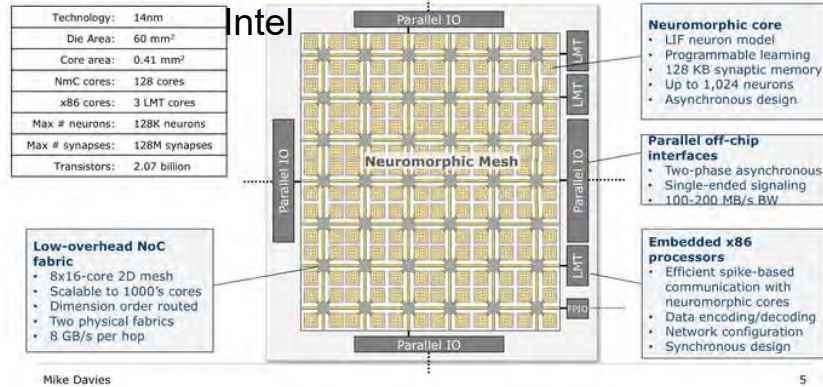 Technology: 14nm
Die Area: 60 mm²
Core area: 0.41 mm²
NmC cores: 128 cores
x86 cores: 3 LMT cores
Max # neurons: 128K neurons
Max # synapses: 128M synapses
Transistors: 2.07 billion
Intel
Parallel IO
LMT
LMT
Parallel IO
Neuromorphic Mesh
Parallel IO
LMT
FPIO
Parallel IO
Neuromorphic core
• LIF neuron model
• Programmable learning
• 128 KB synaptic memory
• Up to 1,024 neurons
• Asynchronous design
Parallel off-chip
interfaces
• Two-phase asynchronous
• Single-ended signaling
• 100-200 MB/s BW
Low-overhead NoC
fabric
• 8x16-core 2D mesh
• Scalable to 1000's cores
• Dimension order routed
• Two physical fabrics
• 8 GB/s per hop
Embedded x86
processors
• Efficient spike-based
communication with
neuromorphic cores
• Data encoding/decoding
• Network configuration
• Synchronous design
Mike Davies
5